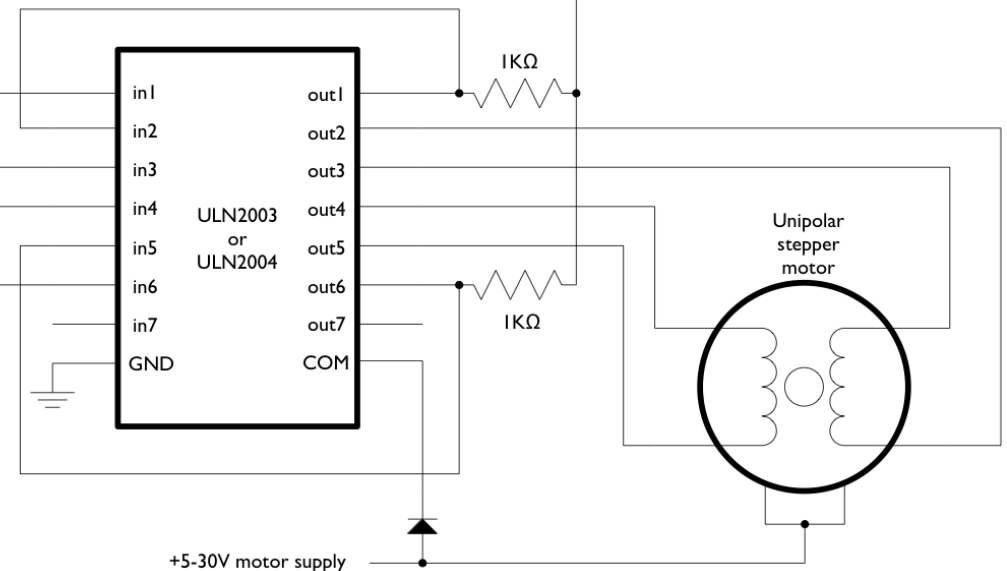 1KΩ
in1
out1
in2
out2
in3
out3
in4
out4
ULN2003
or
ULN2004
in5
out5
in6
out6
in7
out7
GND
COM
1KΩ
Unipolar
stepper
motor
+5-30V motor supply